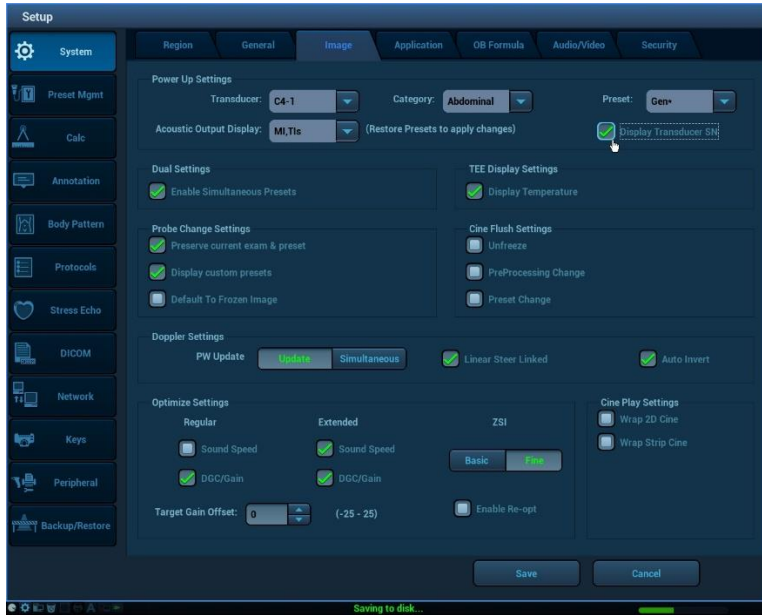 Setup
System
Preset Mgmt
Calc
Annotation
Body Pattern
Protocols
Stress Echo
DICOM
Network
Keys
Peripheral
Backup/Restore
Region General Image Application OB Formula Audio/Video Security
Power Up Settings
Transducer: C4-1 Category: Abdominal Preset: Gen*
Acoustic Output Display: MI,TIs (Restore Presets to apply changes) Display Transducer SN
Dual Settings
Enable Simultaneous Presets
TEE Display Settings
Display Temperature
Probe Change Settings
Preserve current exam & preset
Display custom presets
Default To Frozen Image
Cine Flush Settings
Unfreeze
PreProcessing Change
Preset Change
Doppler Settings
PW Update Update Simultaneous Linear Steer Linked Auto Invert
Optimize Settings
Regular Extended ZSI
Sound Speed Sound Speed
Basic Fine
DGC/Gain DGC/Gain
Target Gain Offset: 0 (-25 - 25) Enable Re-opt
Cine Play Settings
Wrap 2D Cine
Wrap Strip Cine
Save Cancel
Saving to disk...